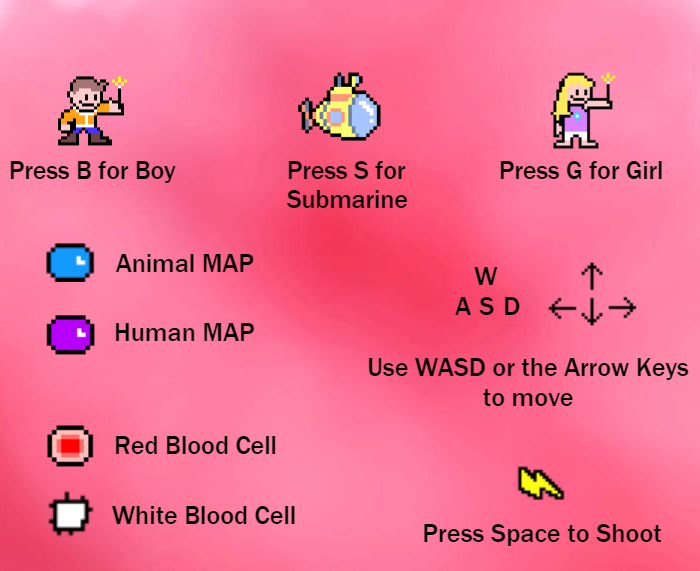 Press B for Boy
Press S for
Submarine
Press G for Girl
Animal MAP
Human MAP
W
A S D
Use WASD or the Arrow Keys
to move
Red Blood Cell
White Blood Cell
Press Space to Shoot